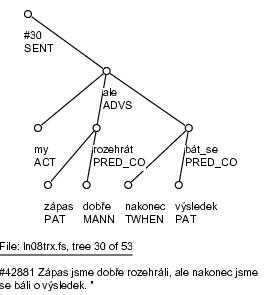 #30
SENT
ale
ADVS
my
ACT
rozehrát
PRED_CO
bát_se
PRED_CO
zápas
PAT
dobře
MANN
nakonec
TWHEN
výsledek
PAT
File: ln08trx.fs, tree 30 of 53
#42881 Zápas jsme dobře rozehráli, ale nakonec jsme
se báli o výsledek. "